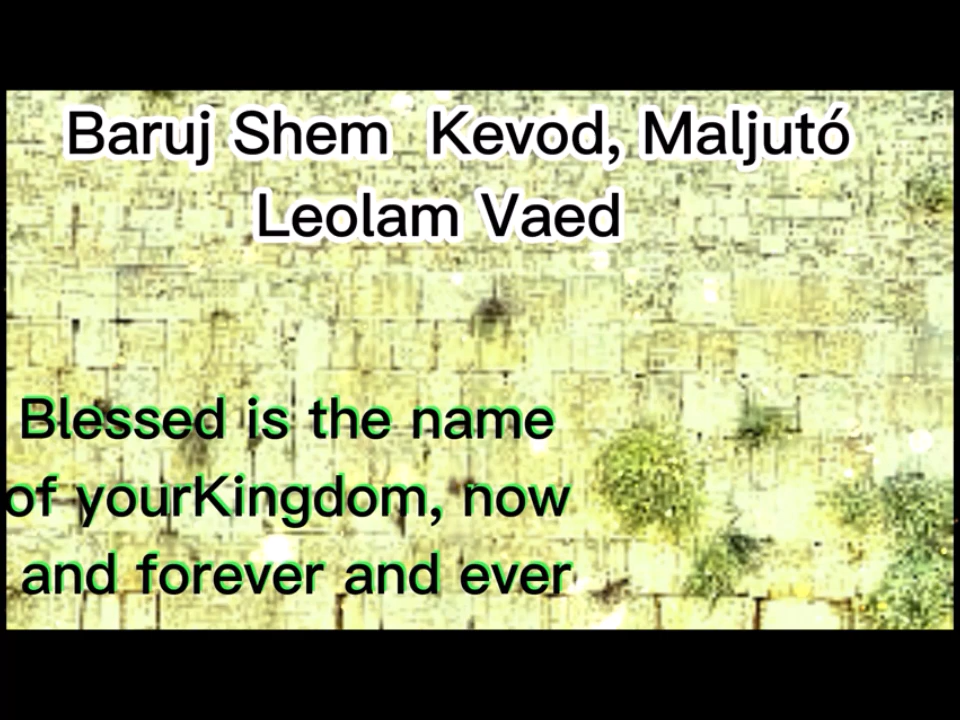 Baruj Shem Kevod, Maljutó
Leolam Vaed
Blessed is the name
of yourKingdom, now
and forever and ever